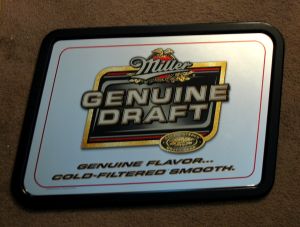 Miller
GENUINE
DRAFT
GENUINE FLAVOR...
COLD-FILTERED SMOOTH.